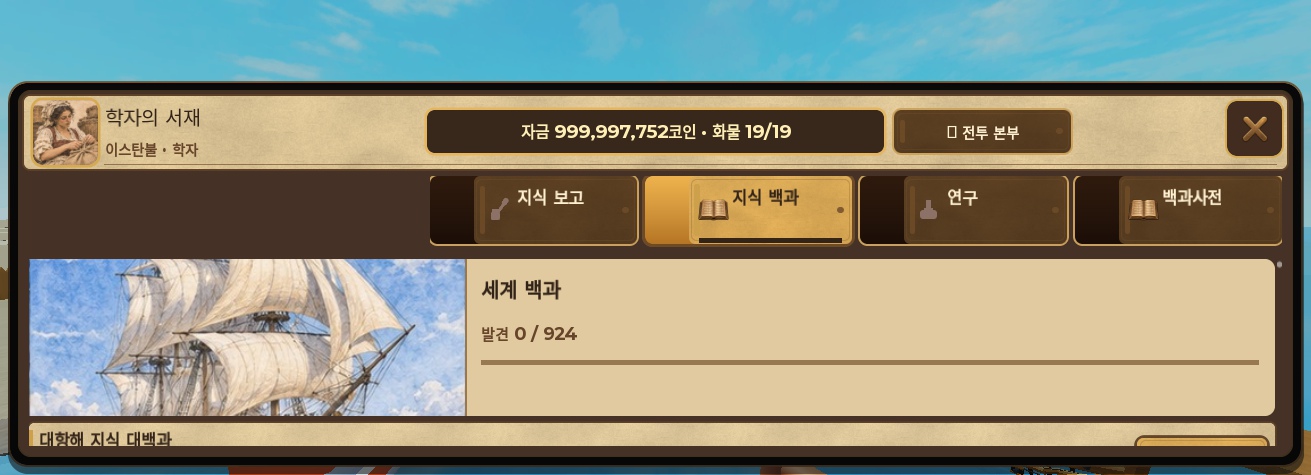 학자의 서재
이스탄불 • 학자
자금 999,997,752코인 • 화물 19/19
전투 본부
지식 보고
지식 백과
연구
백과사전
세계 백과
발견 0 / 924
대항해 지식 대백과